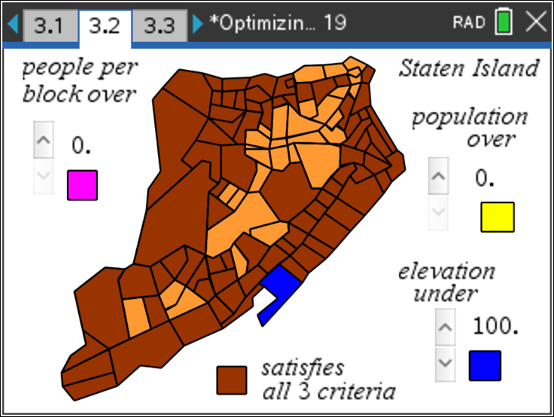 3.1 3.2 3.3 *Optimizin… 19 RAD
people per
block over
0.
Staten Island
population
over
0.
elevation
under
100.
satisfies
all 3 criteria